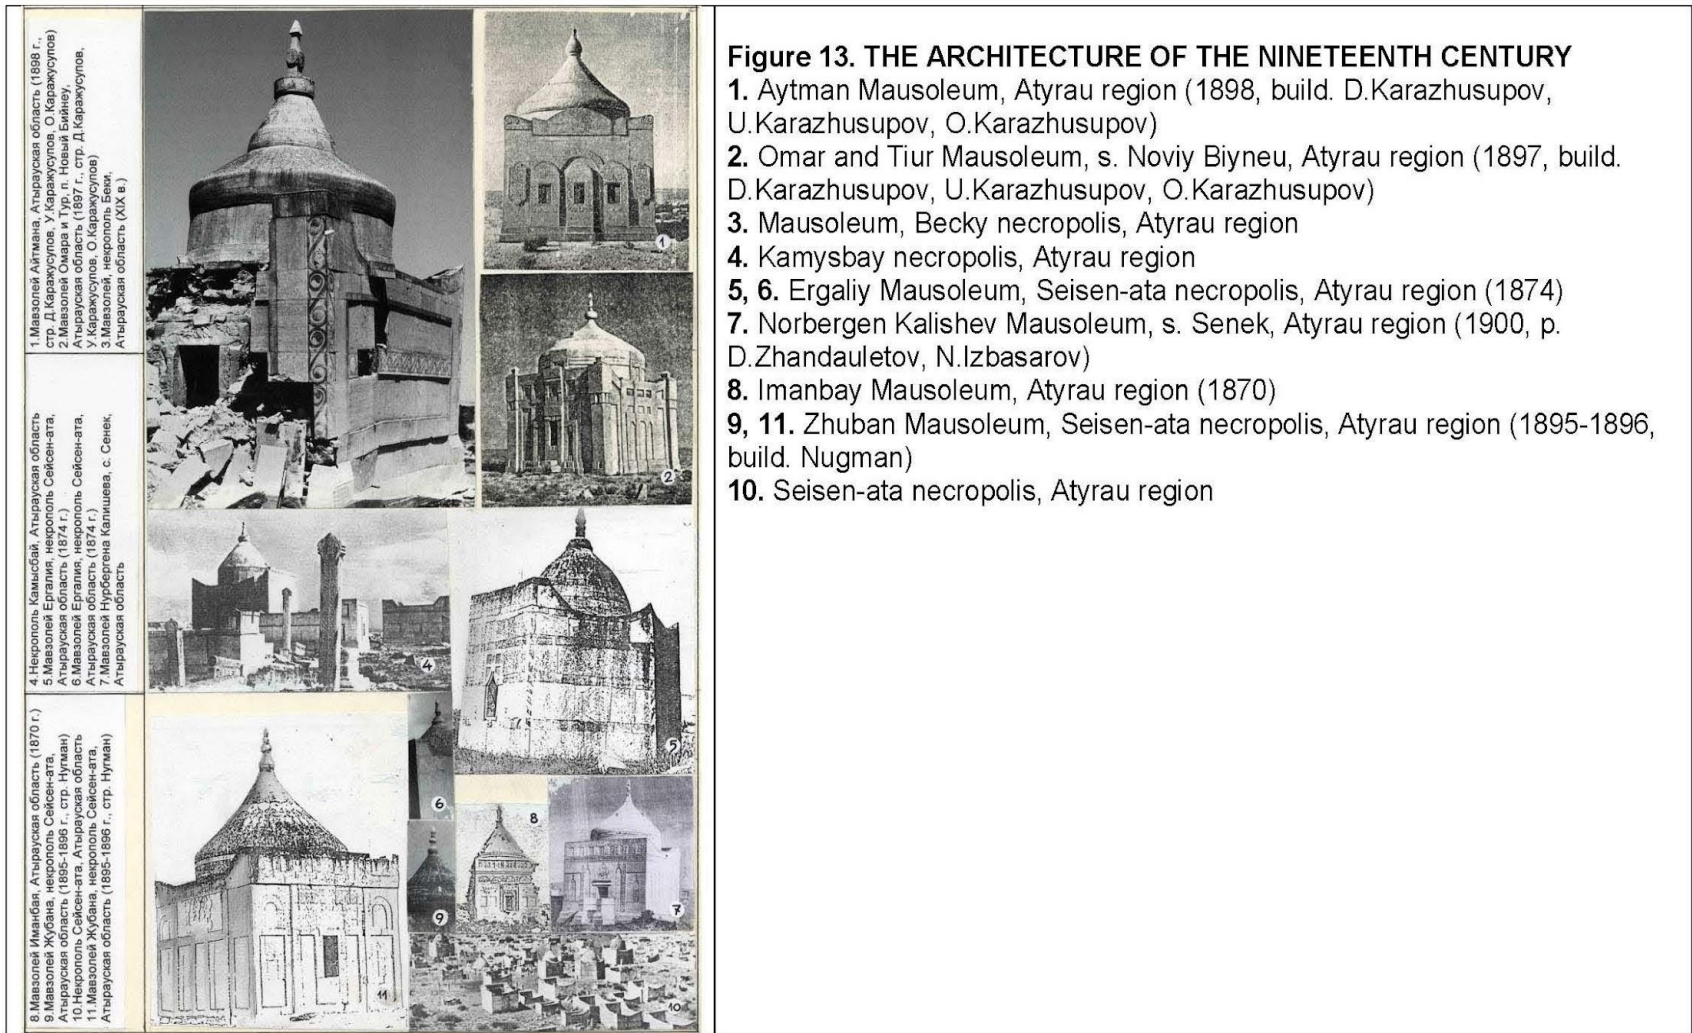 1.Мавзолей Айтмана, Атырауская область (1898 г.,
стр. Д.Каражусупов, У.Каражусупов, О.Каражусупов)
2.Мавзолей Омара и Тур, п. Новый Бийнеу,
Атырауская область (1897 г., стр. Д.Каражусупов,
У.Каражусупов, О.Каражусупов)
3.Мавзолей, некрополь Беки,
Атырауская область (XIX в.)
4.Некрополь Камысбай, Атырауская область
5.Мавзолей Ергалия, некрополь Сейсен-ата,
Атырауская область (1874 г.)
6.Мавзолей Ергалия, некрополь Сейсен-ата,
Атырауская область (1874 г.)
7.Мавзолей Нурбергена Калишева, с. Сенек,
Атырауская область
8.Мавзолей Иманбая, Атырауская область (1870 г.)
9.Мавзолей Жубана, некрополь Сейсен-ата,
Атырауская область (1895-1896 г., стр. Нугман)
10.Некрополь Сейсен-ата, Атырауская область
11.Мавзолей Жубана, некрополь Сейсен-ата,
Атырауская область (1895-1896 г., стр. Нугман)
1
2
4
5
6
8
7
9
11
10
Figure 13. THE ARCHITECTURE OF THE NINETEENTH CENTURY
1. Aytman Mausoleum, Atyrau region (1898, build. D.Karazhusupov,
U.Karazhusupov, O.Karazhusupov)
2. Omar and Tiur Mausoleum, s. Noviy Biyneu, Atyrau region (1897, build.
D.Karazhusupov, U.Karazhusupov, O.Karazhusupov)
3. Mausoleum, Becky necropolis, Atyrau region
4. Kamysbay necropolis, Atyrau region
5, 6. Ergaliy Mausoleum, Seisen-ata necropolis, Atyrau region (1874)
7. Norbergen Kalishev Mausoleum, s. Senek, Atyrau region (1900, p.
D.Zhandauletov, N.Izbasarov)
8. Imanbay Mausoleum, Atyrau region (1870)
9, 11. Zhuban Mausoleum, Seisen-ata necropolis, Atyrau region (1895-1896,
build. Nugman)
10. Seisen-ata necropolis, Atyrau region